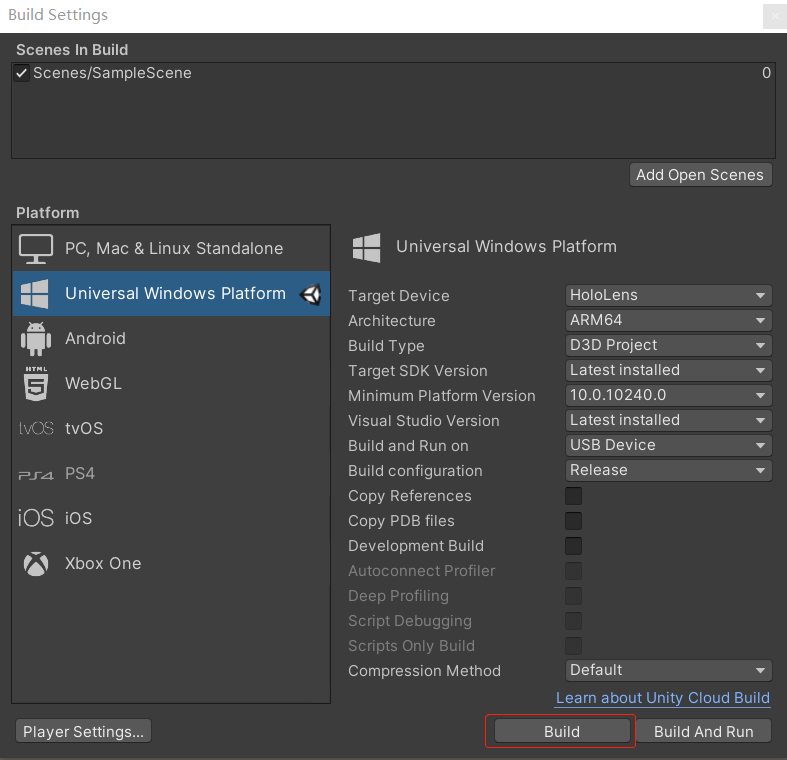 Build Settings
Scenes In Build
Scenes/SampleScene 0
Add Open Scenes
Platform
PC, Mac & Linux Standalone
Universal Windows Platform
Android
HTML
5
WebGL
tvOS tvOS
PS4 PS4
iOS iOS
Xbox One
Universal Windows Platform
Target Device HoloLens
Architecture ARM64
Build Type D3D Project
Target SDK Version Latest installed
Minimum Platform Version 10.0.10240.0
Visual Studio Version Latest installed
Build and Run on USB Device
Build configuration Release
Copy References
Copy PDB files
Development Build
Autoconnect Profiler
Deep Profiling
Script Debugging
Scripts Only Build
Compression Method Default
Learn about Unity Cloud Build
Player Settings... Build Build And Run